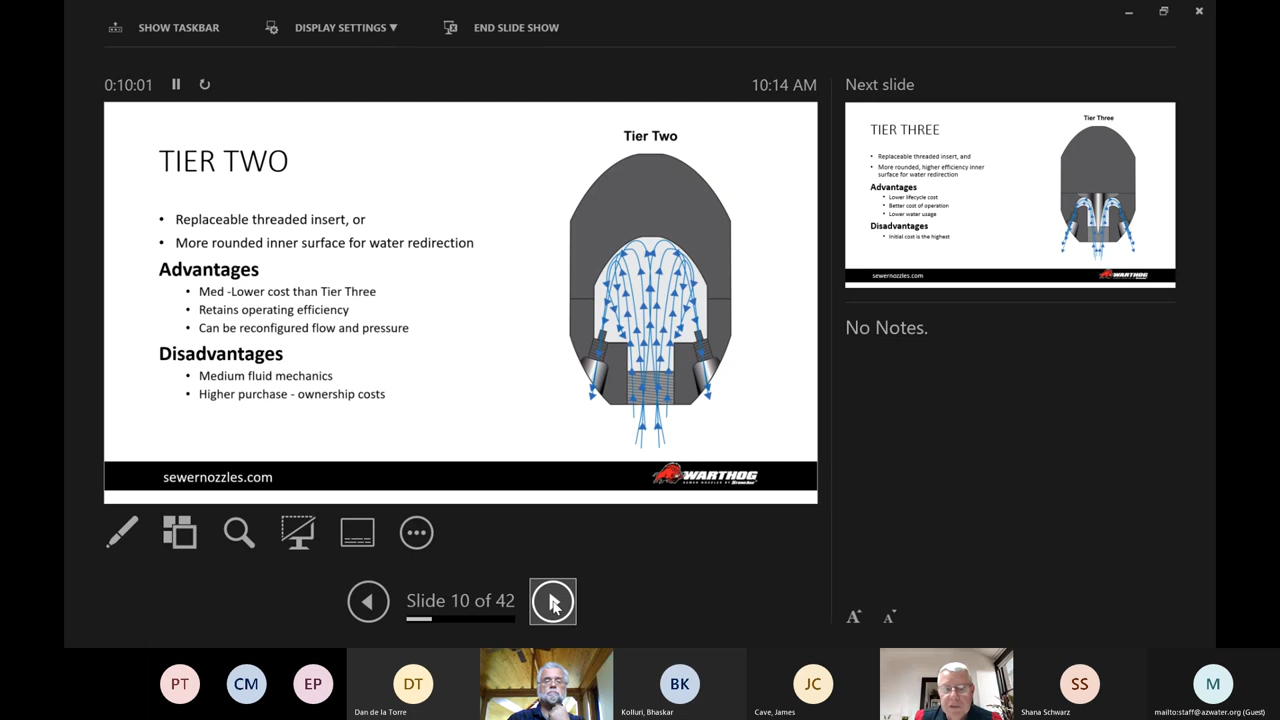 SHOW TASKBAR
DISPLAY SETTINGS ▼
END SLIDE SHOW
0:10:01
10:14 AM
Tier Two
TIER TWO
• Replaceable threaded insert, or
• More rounded inner surface for water redirection
Advantages
• Med -Lower cost than Tier Three
• Retains operating efficiency
• Can be reconfigured flow and pressure
Disadvantages
• Medium fluid mechanics
• Higher purchase - ownership costs
sewernozzles.com
WARTHOG
Next slide
Tier Three
TIER THREE
• Replaceable threaded insert, and
• More rounded, higher efficiency inner
surface for water redirection
Advantages
• Lower lifecycle cost
• Better cost of operation
• Lower water usage
Disadvantages
• Initial cost is the highest
sewernozzles.com
WARTHOG
No Notes.
Slide 10 of 42
A A
PT
CM
EP
DT
Dan de la Torre
BK
Kolluri, Bhaskar
JC
Cave, James
SS
Shana Schwarz
M
mailto:staff@azwater.org (Guest)